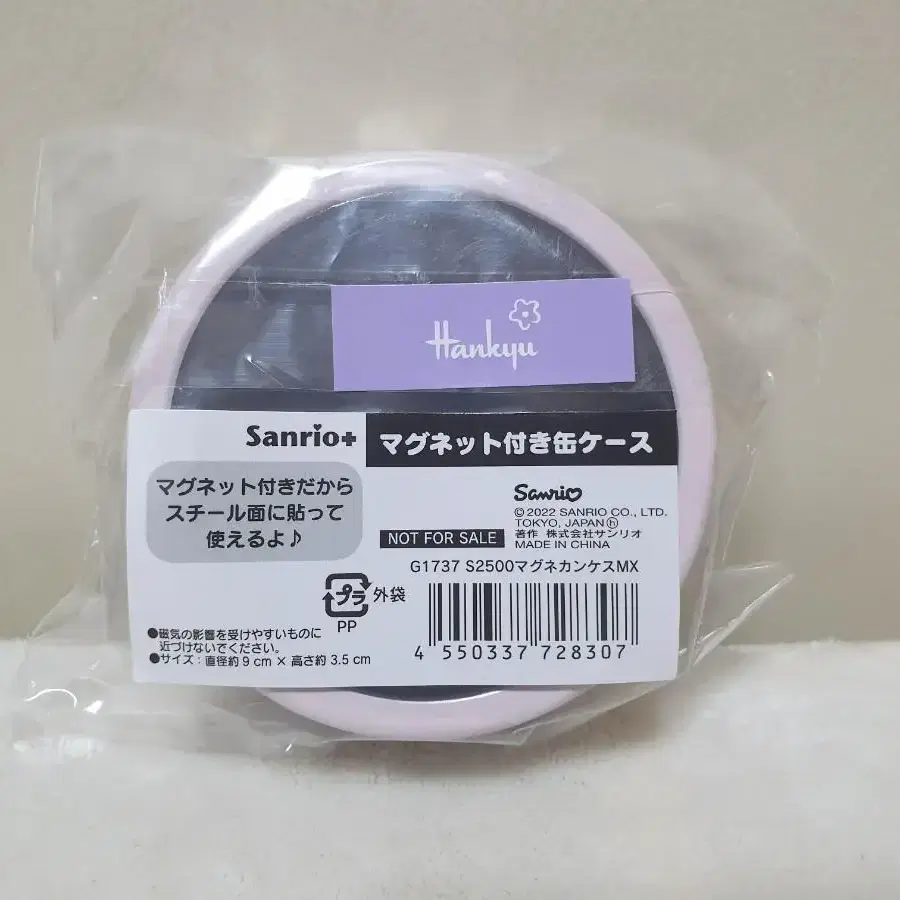 Hankyu
Sanrio+
マグネット付き缶ケース
マグネット付きだから
スチール面に貼って
使えるよ♪
Sanrio
© 2022 SANRIO CO., LTD.
TOKYO, JAPAN ⓗ
著作 株式会社サンリオ
MADE IN CHINA
NOT FOR SALE
G1737 S2500マグネカンケスMX
プラ 外袋
PP
●磁気の影響を受けやすいものに
近づけないでください。
●サイズ：直径約9cm×高さ約3.5cm
4 550337 728307